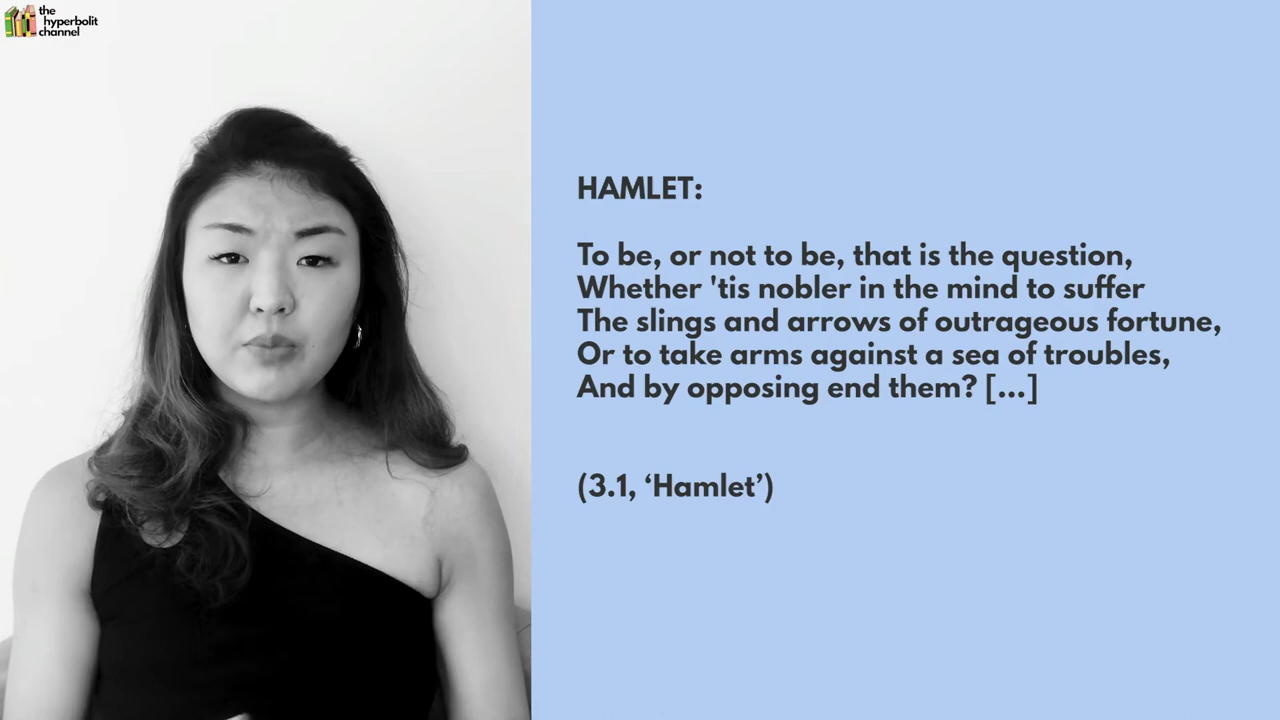 the
hyperbolit
channel
HAMLET:
To be, or not to be, that is the question,
Whether 'tis nobler in the mind to suffer
The slings and arrows of outrageous fortune,
Or to take arms against a sea of troubles,
And by opposing end them? [...]
(3.1, ‘Hamlet’)